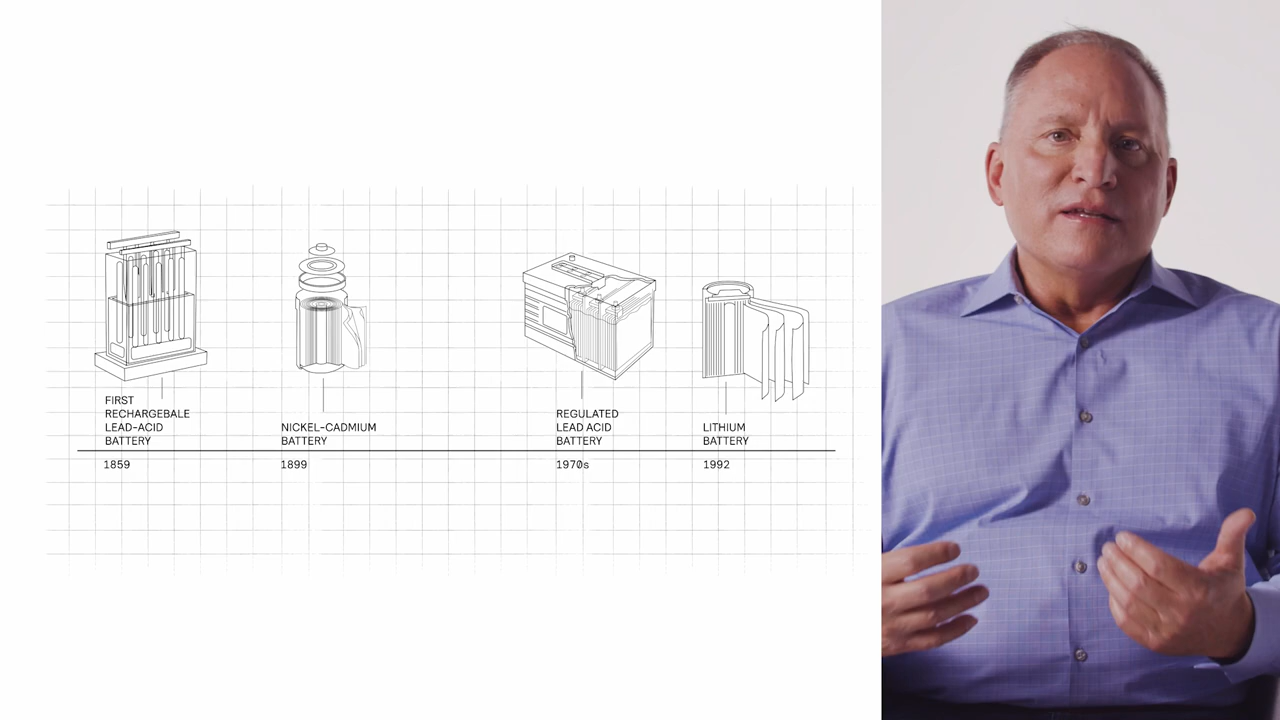 FIRST
RECHARGEBALE
LEAD-ACID
BATTERY
1859
NICKEL-CADMIUM
BATTERY
1899
REGULATED
LEAD ACID
BATTERY
1970s
LITHIUM
BATTERY
1992